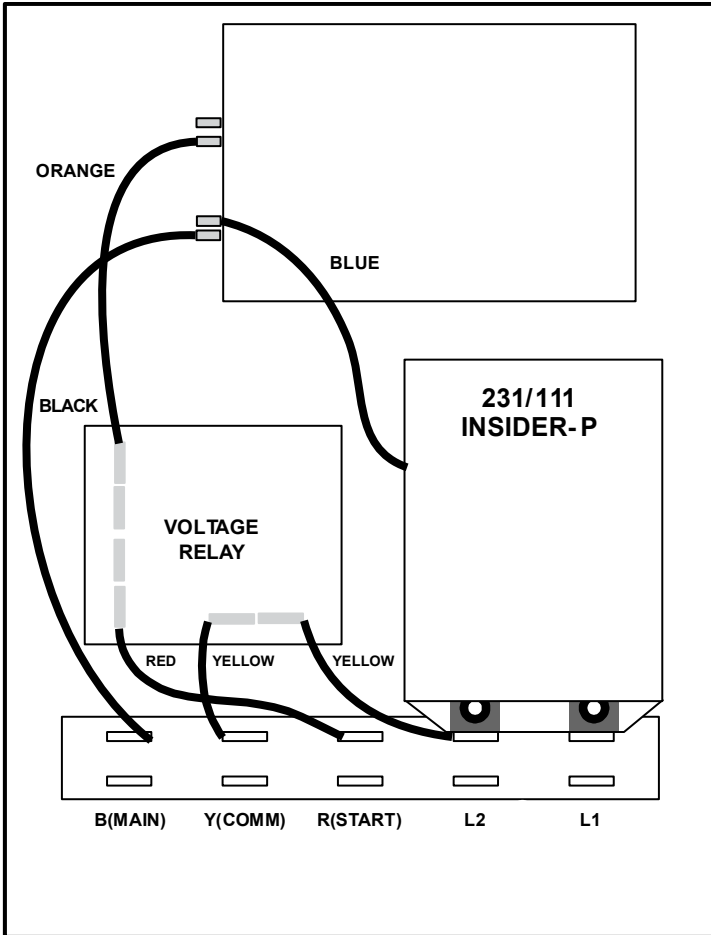 ORANGE
BLUE
BLACK
231/111
INSIDER-P
VOLTAGE
RELAY
RED YELLOW YELLOW
B(MAIN) Y(COMM) R(START) L2 L1